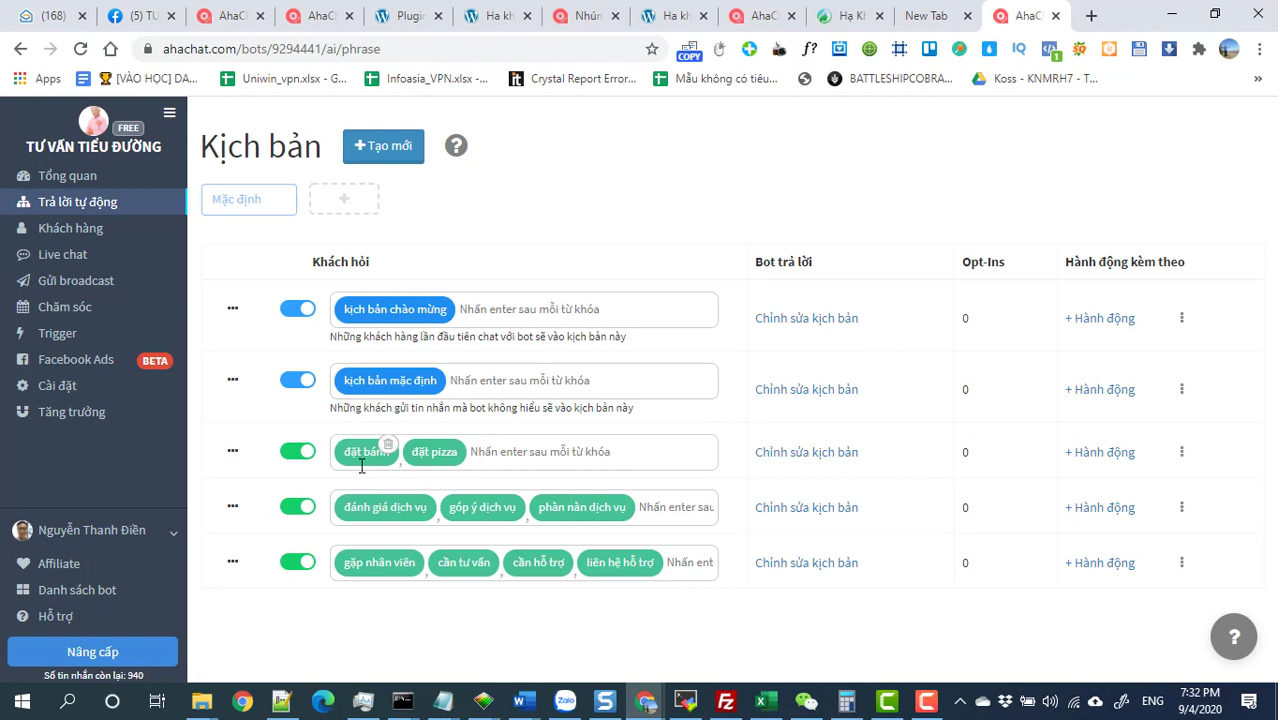 (168)
(5) TU
AhaC
AhaC
Plugin
Ha kh
Nhún
Ha kh
AhaC
Hạ Kh
New Tab
AhaC
ahachat.com/bots/9294441/ai/phrase
COPY
f?
IQ
1
Apps
[VÀO HỌC] DA...
Uniwin_vpn.xlsx - G...
Infoasia_VPN.xlsx -...
Crystal Report Error...
Mẫu không có tiêu...
BATTLESHIPCOBRA...
Koss - KNMRH7 - T...
»
FREE
TƯ VẤN TIỂU ĐƯỜNG
Tổng quan
Trả lời tự động
Khách hàng
Live chat
Gửi broadcast
Chăm sóc
Trigger
Facebook Ads BETA
Cài đặt
Tăng trưởng
Nguyễn Thanh Điền
Affiliate
Danh sách bot
Hỗ trợ
Nâng cấp
Số tin nhắn còn lại: 940
Kịch bản
+Tạo mới
?
Mặc định
+
Khách hỏi
Bot trả lời
Opt-Ins
Hành động kèm theo
kịch bản chào mừng Nhấn enter sau mỗi từ khóa
Những khách hàng lần đầu tiên chat với bot sẽ vào kịch bản này
Chỉnh sửa kịch bản
0
+ Hành động
kịch bản mặc định Nhấn enter sau mỗi từ khóa
Những khách gửi tin nhắn mà bot không hiểu sẽ vào kịch bản này
Chỉnh sửa kịch bản
0
+ Hành động
đặt bánh , đặt pizza Nhấn enter sau mỗi từ khóa
Chỉnh sửa kịch bản
0
+ Hành động
đánh giá dịch vụ , góp ý dịch vụ , phàn nàn dịch vụ Nhấn enter sau
Chỉnh sửa kịch bản
0
+ Hành động
gặp nhân viên , cần tư vấn , cần hỗ trợ , liên hệ hỗ trợ Nhấn ent
Chỉnh sửa kịch bản
0
+ Hành động
?
ENG
7:32 PM
9/4/2020